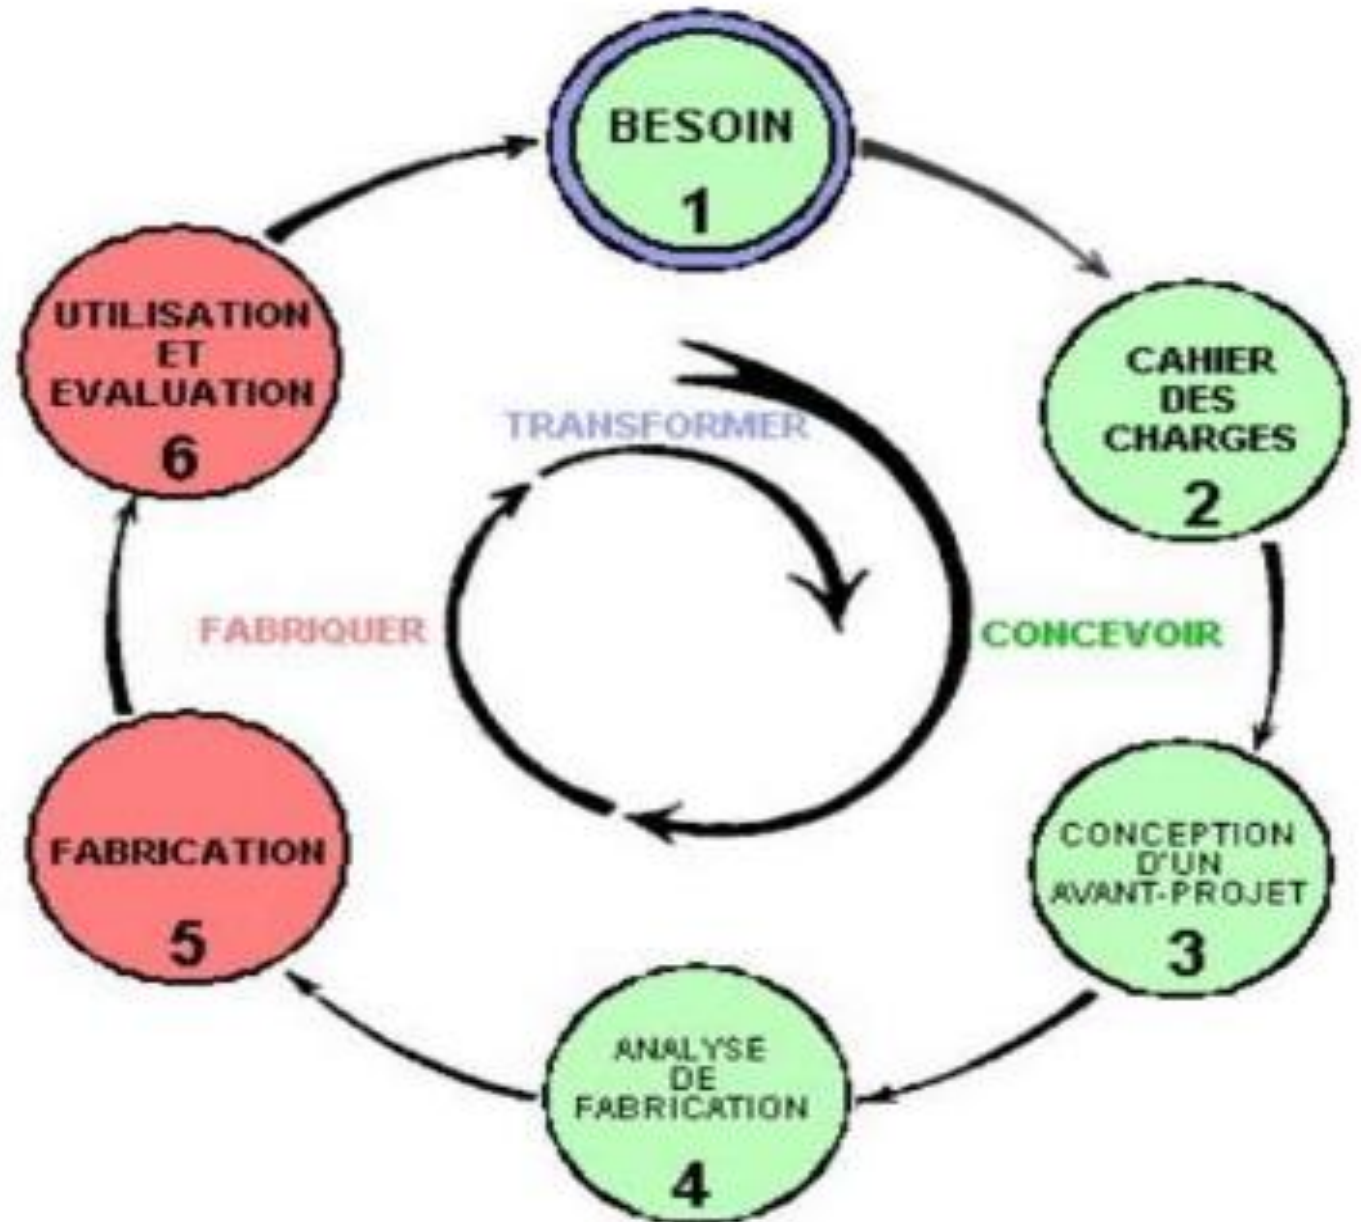 BESOIN
1
CAHIER
DES
CHARGES
2
CONCEPTION
D'UN
AVANT-PROJET
3
ANALYSE
DE
FABRICATION
4
FABRICATION
5
UTILISATION
ET
EVALUATION
6
TRANSFORMER
CONCEVOIR
FABRIQUER